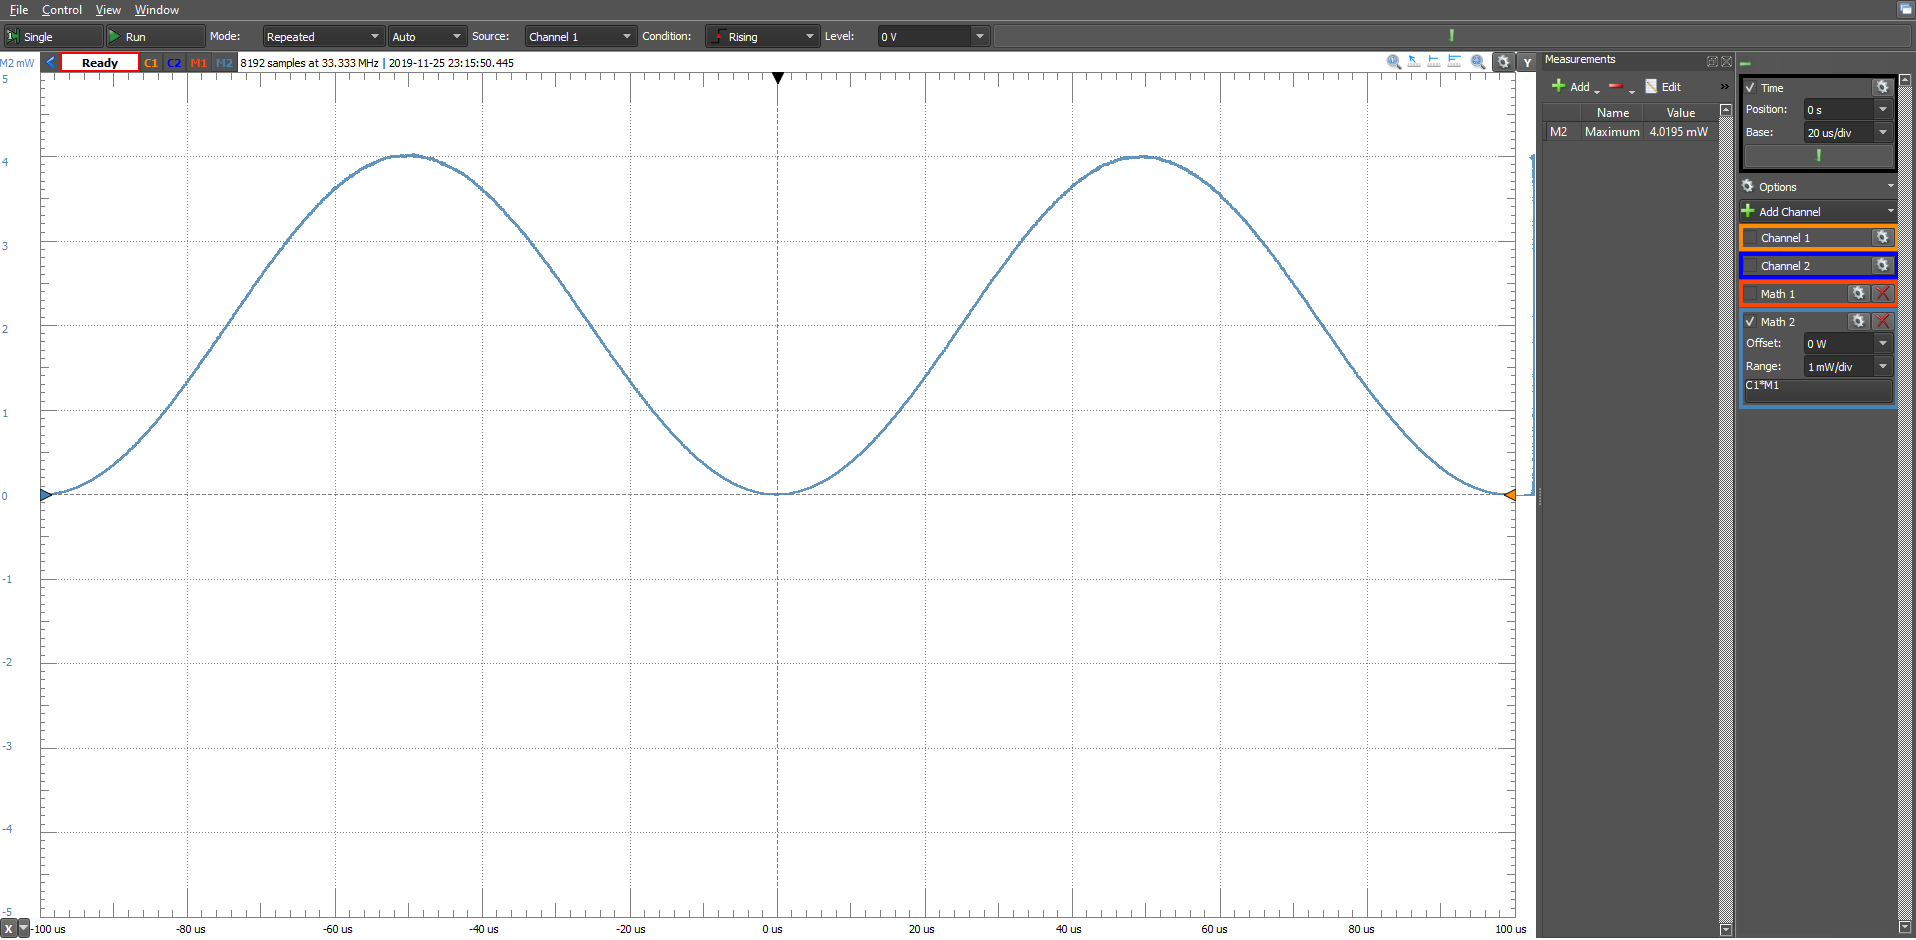 File Control View Window
Single Run Mode: Repeated Auto Source: Channel 1 Condition: Rising Level: 0 V
M2 mW Ready C1 C2 M1 M2 8192 samples at 33.333 MHz | 2019-11-25 23:15:50.445 Y
5
4
3
2
1
0
-1
-2
-3
-4
-5
X -100 us -80 us -60 us -40 us -20 us 0 us 20 us 40 us 60 us 80 us 100 us
Measurements
Add Edit »
Name Value
M2 Maximum 4.0195 mW
Time
Position: 0 s
Base: 20 us/div
Options
Add Channel
Channel 1
Channel 2
Math 1
Math 2
Offset: 0 W
Range: 1 mW/div
C1*M1